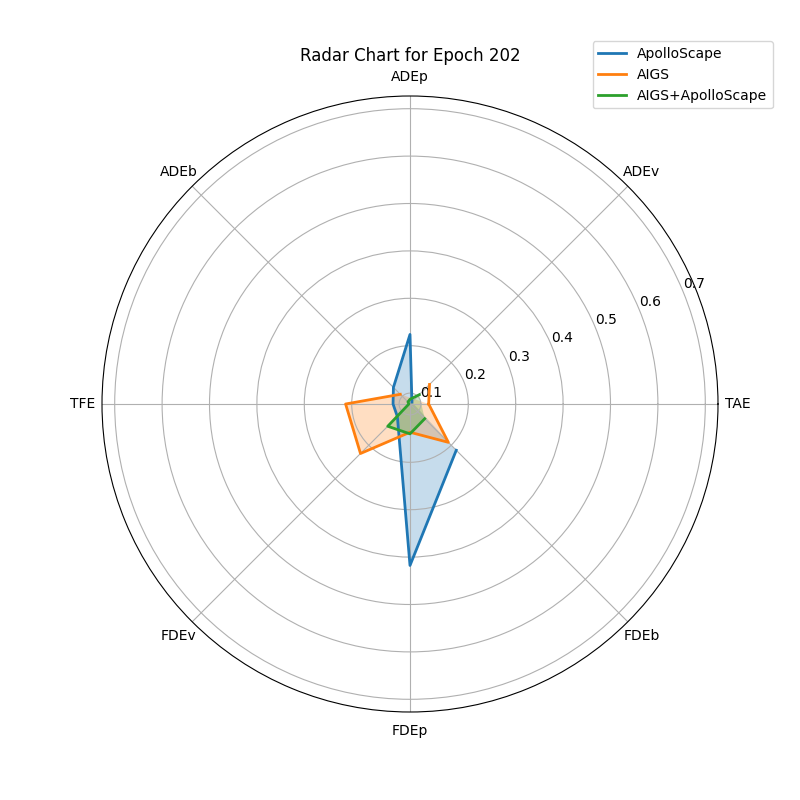 Radar Chart for Epoch 202
ApolloScape
AIGS
AIGS+ApolloScape
ADEp
ADEb
ADEv
0.7
0.6
0.5
0.4
0.3
0.2
0.1
TFE
TAE
FDEv
FDEb
FDEp